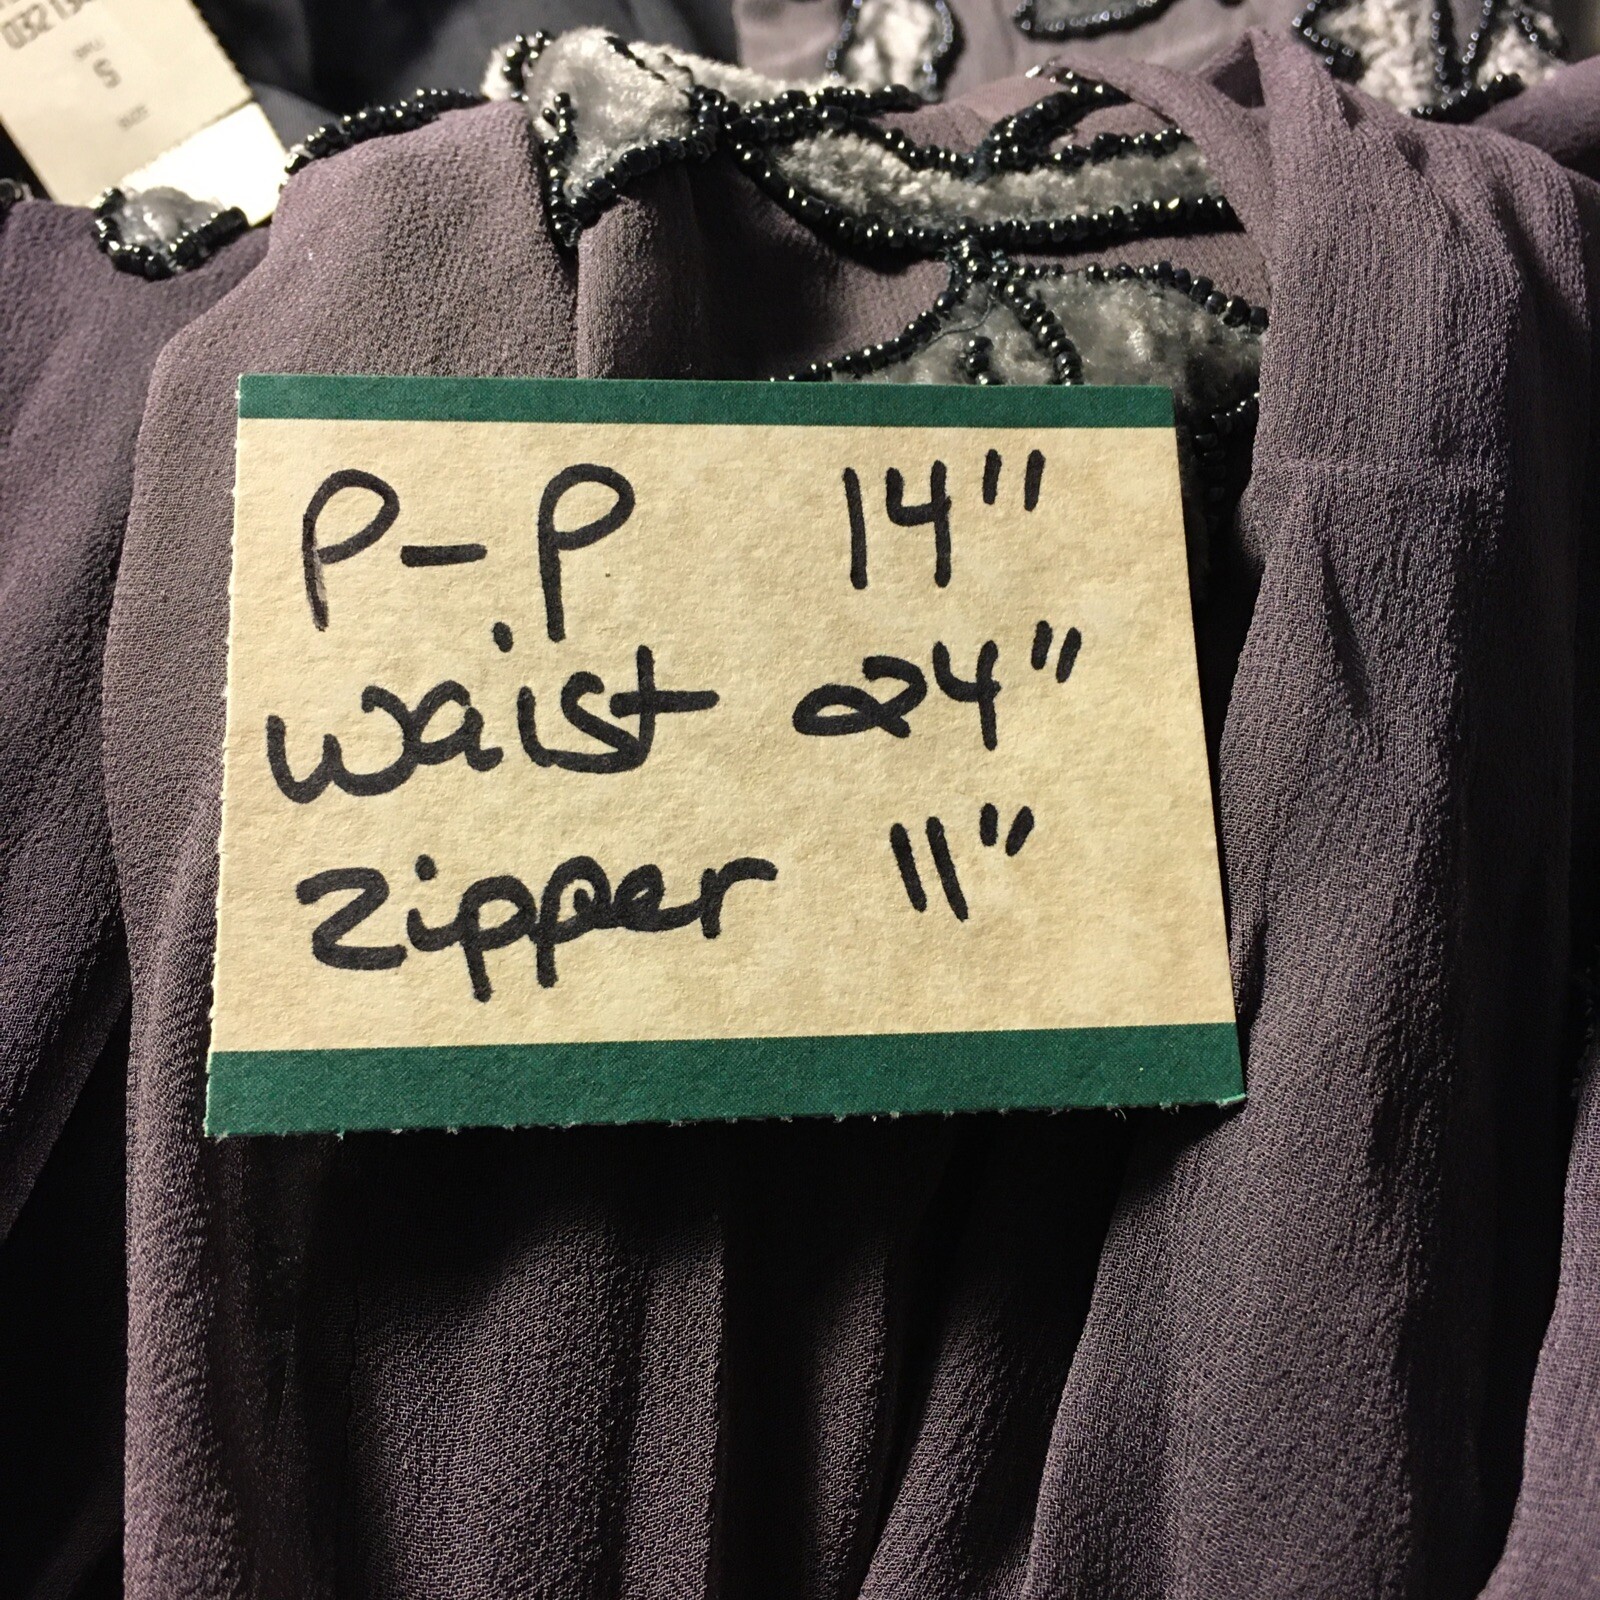 P-P 14"
Waist 24"
Zipper 11"
S